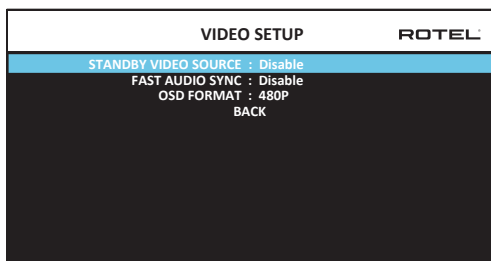 VIDEO SETUP ROTEL
STANDBY VIDEO SOURCE : Disable
FAST AUDIO SYNC : Disable
OSD FORMAT : 480P
BACK